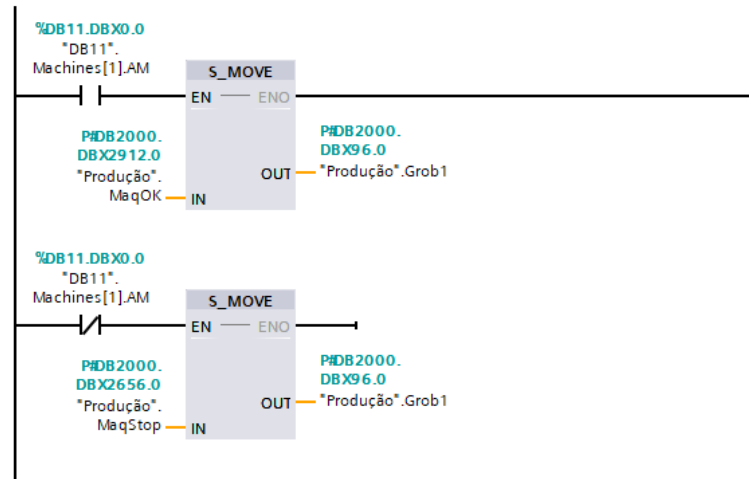 %DB11.DBX0.0
"DB11".
Machines[1].AM
S_MOVE
EN ENO
P#DB2000.
DBX2912.0
"Produção".
MaqOK
IN
P#DB2000.
DBX96.0
OUT "Produção".Grob1
%DB11.DBX0.0
"DB11".
Machines[1].AM
S_MOVE
EN ENO
P#DB2000.
DBX2656.0
"Produção".
MaqStop
IN
P#DB2000.
DBX96.0
OUT "Produção".Grob1